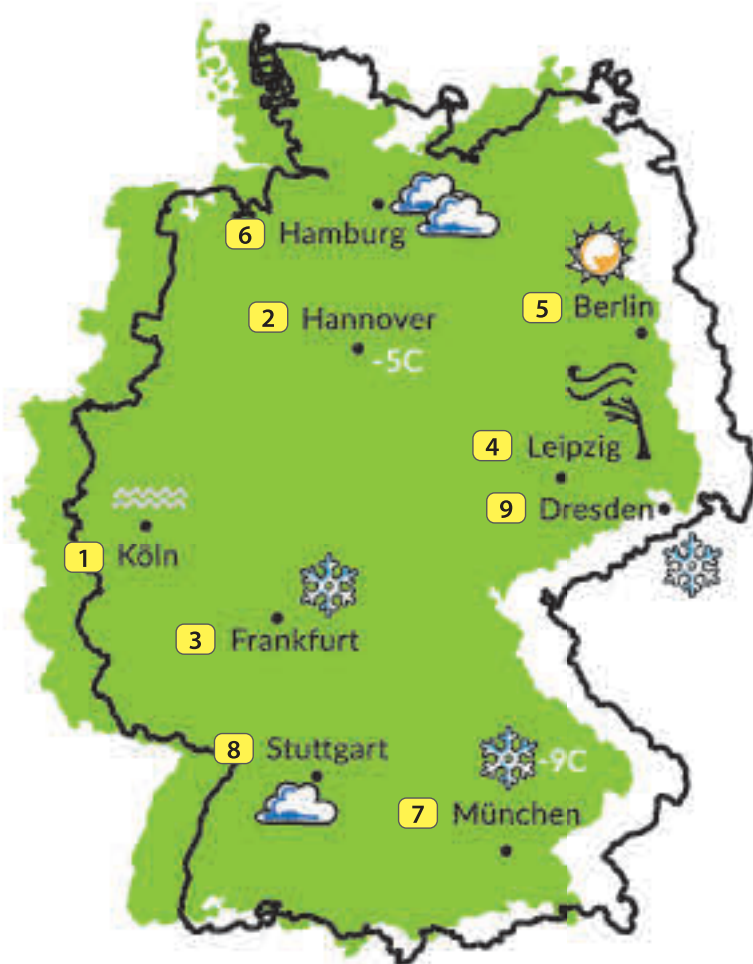 6 Hamburg
2 Hannover
-5C
5 Berlin
4 Leipzig
9 Dresden
1 Köln
3 Frankfurt
8 Stuttgart
-9C
7 München